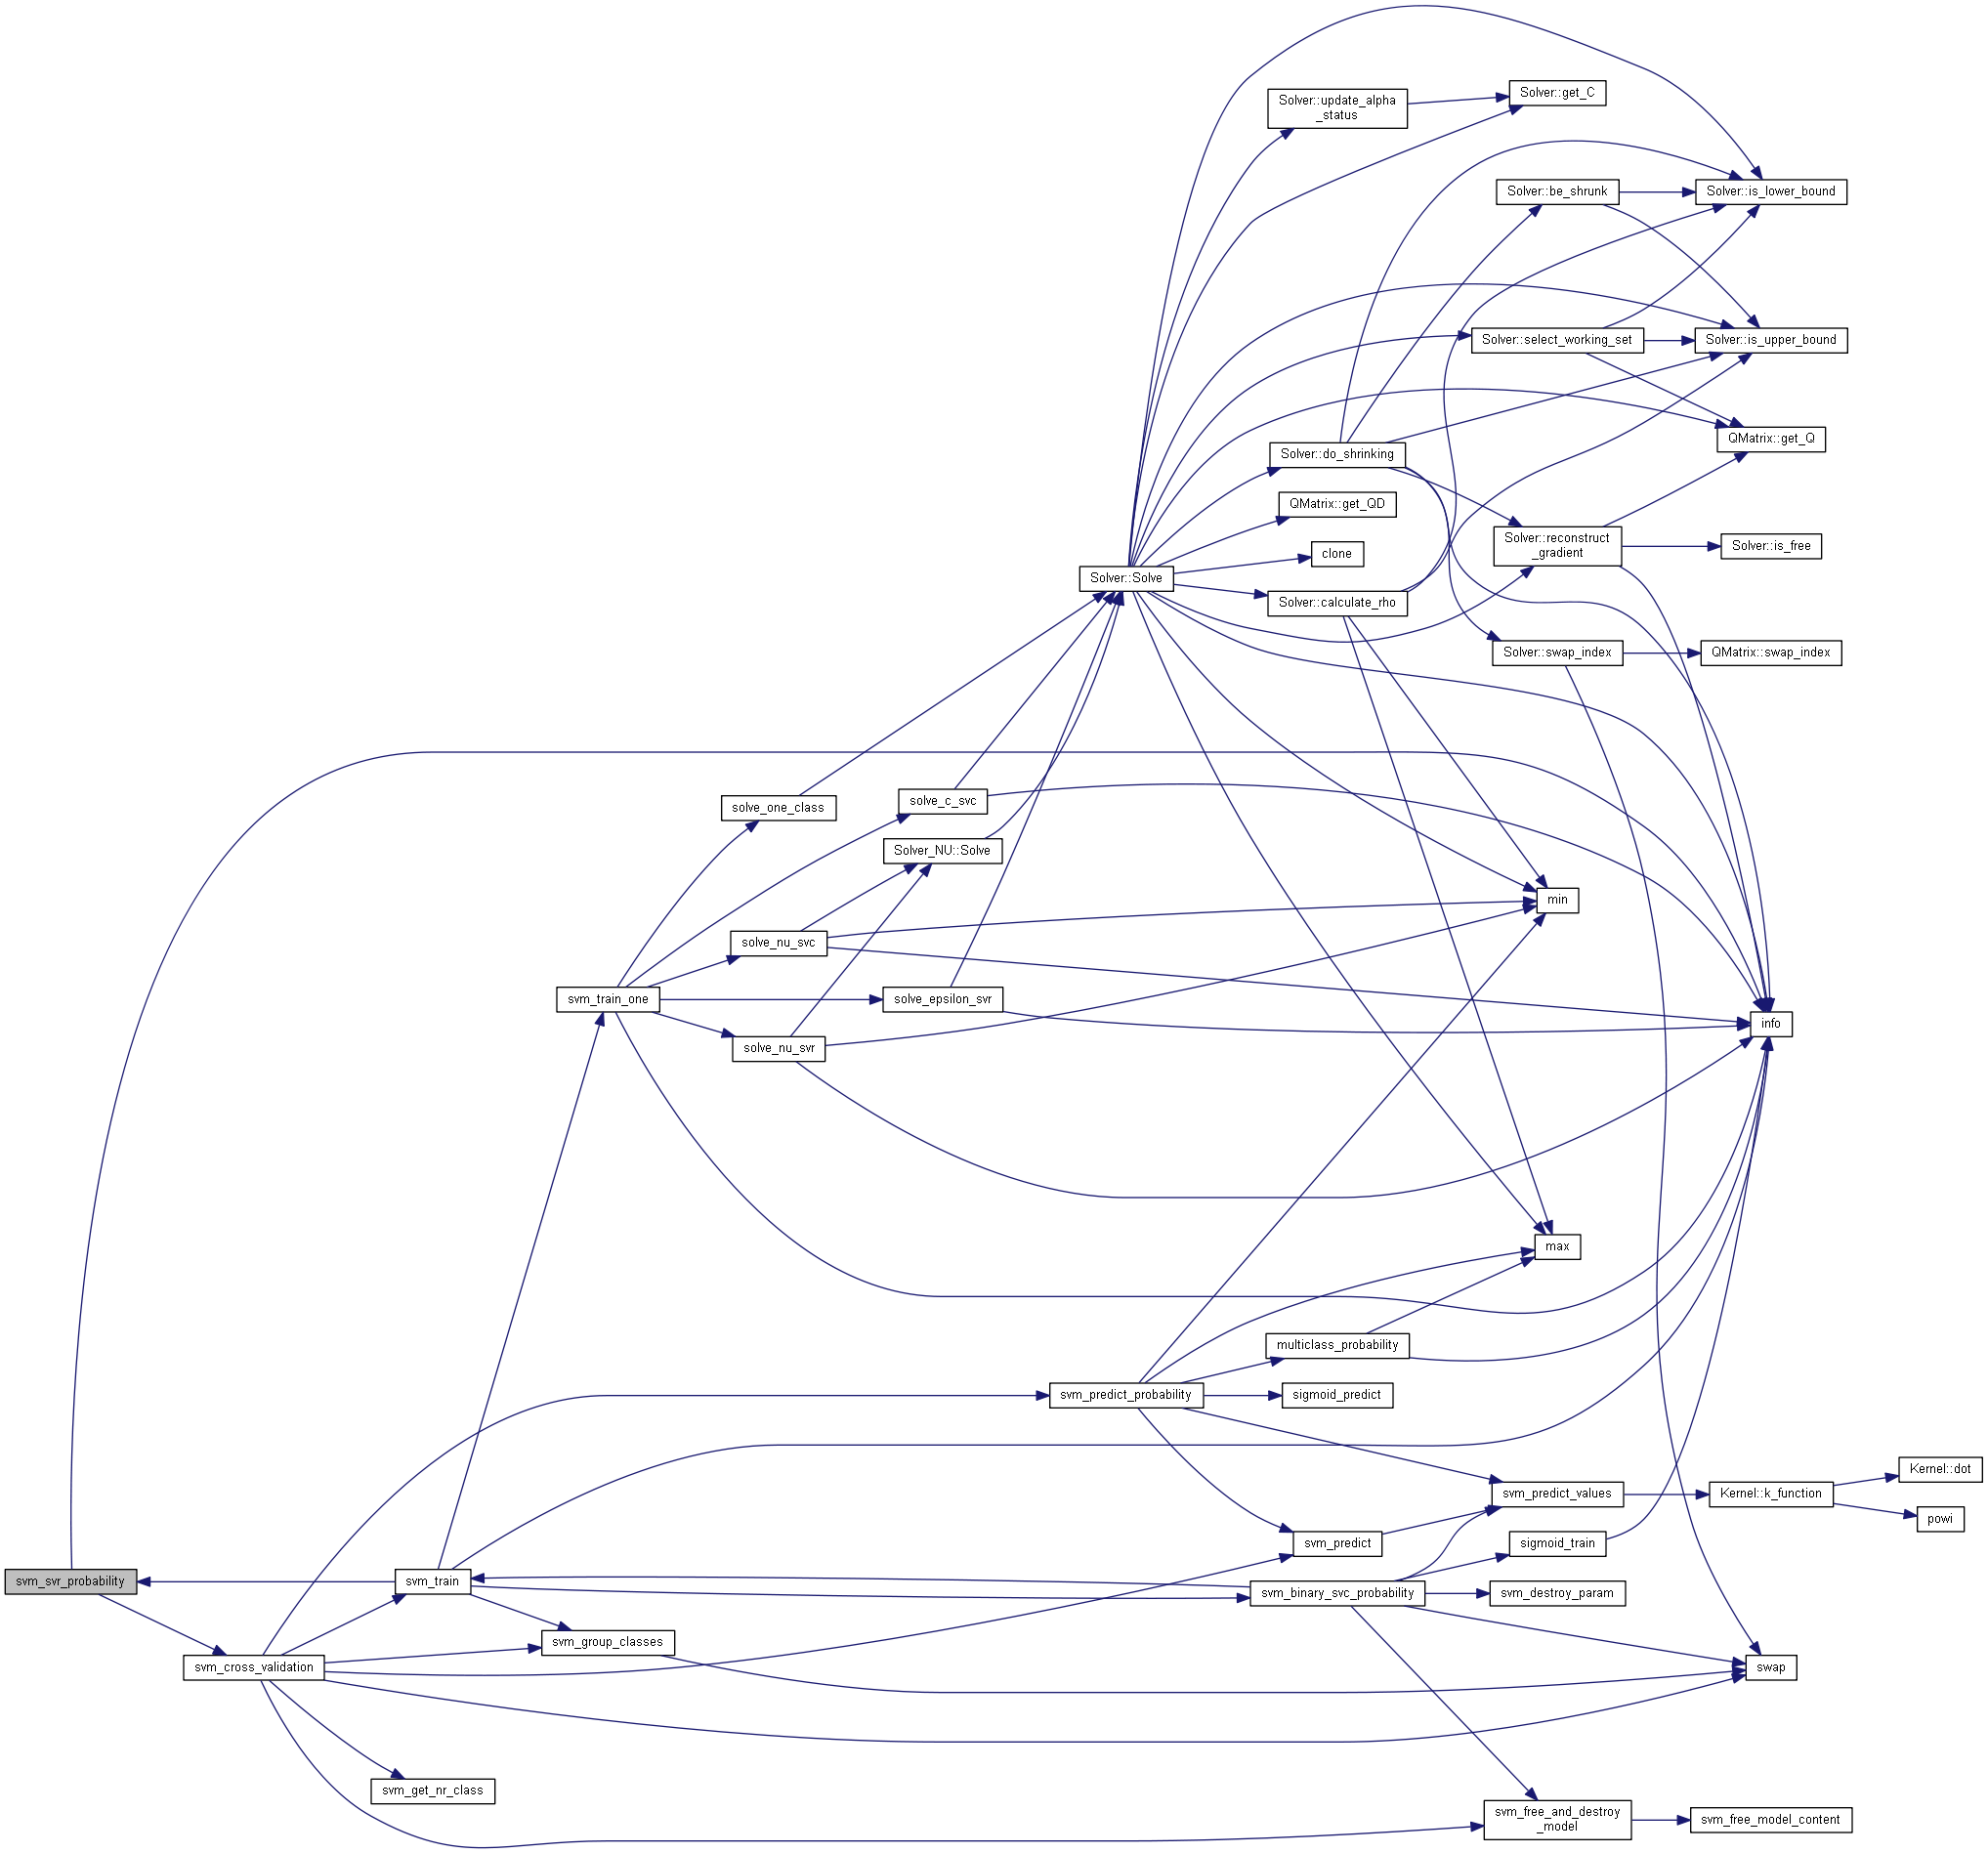 Solver::get_C
Solver::update_alpha
_status
Solver::be_shrunk
Solver::is_lower_bound
Solver::select_working_set
Solver::is_upper_bound
QMatrix::get_Q
Solver::do_shrinking
QMatrix::get_QD
Solver::reconstruct
_gradient
Solver::is_free
clone
Solver::Solve
Solver::calculate_rho
Solver::swap_index
QMatrix::swap_index
solve_one_class
solve_c_svc
Solver_NU::Solve
min
solve_nu_svc
svm_train_one
solve_epsilon_svr
info
solve_nu_svr
max
multiclass_probability
svm_predict_probability
sigmoid_predict
Kernel::dot
svm_predict_values
Kernel::k_function
powi
svm_predict
sigmoid_train
svm_svr_probability
svm_train
svm_binary_svc_probability
svm_destroy_param
svm_group_classes
svm_cross_validation
swap
svm_get_nr_class
svm_free_and_destroy
_model
svm_free_model_content